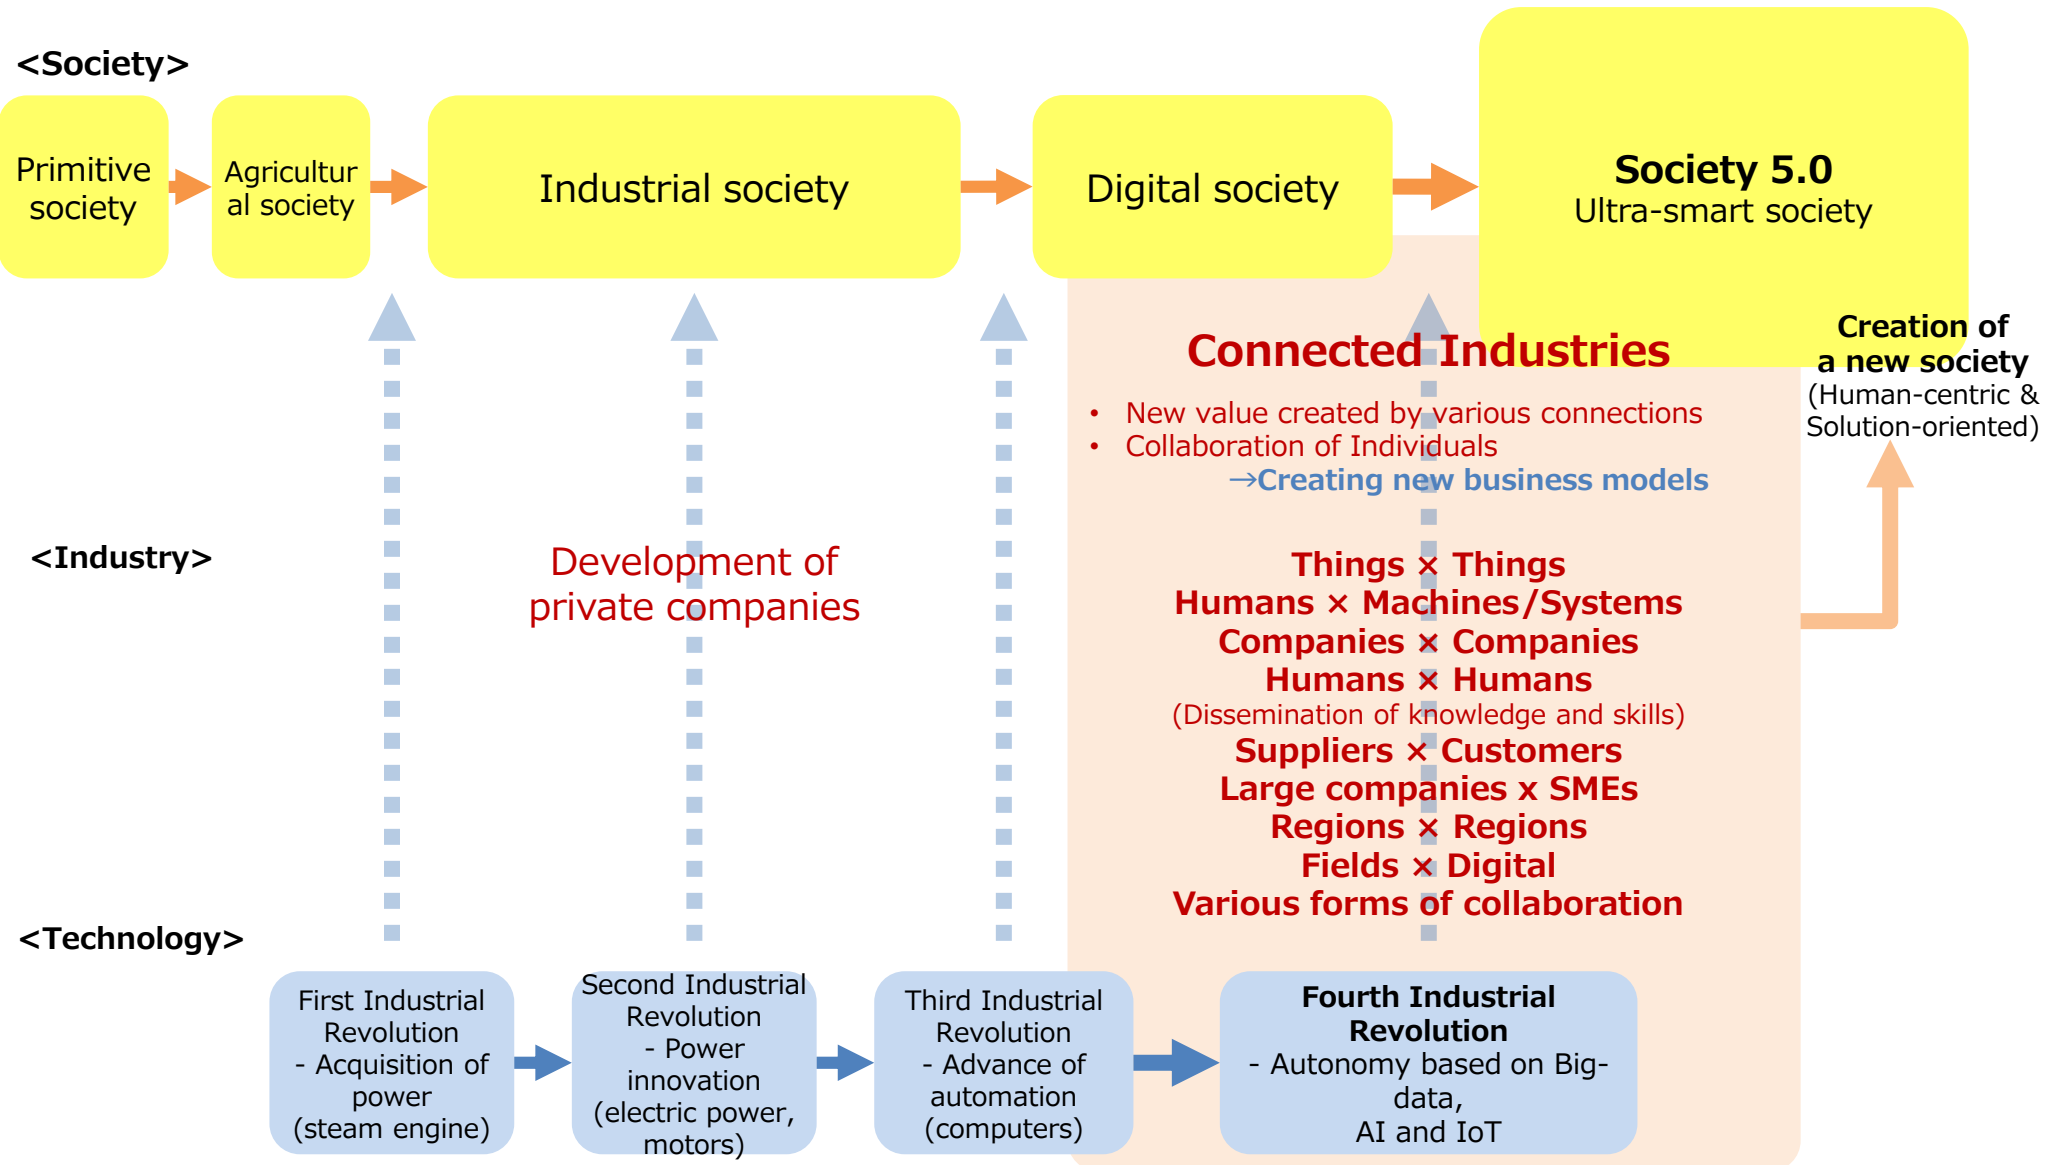 <Society>
Primitive
society
Agricultur
al society
Industrial society
Digital society
Society 5.0
Ultra-smart society
Creation of
a new society
(Human-centric &
Solution-oriented)
Connected Industries
• New value created by various connections
• Collaboration of Individuals
→Creating new business models
<Industry>
Development of
private companies
Things × Things
Humans × Machines/Systems
Companies × Companies
Humans × Humans
(Dissemination of knowledge and skills)
Suppliers × Customers
Large companies x SMEs
Regions × Regions
Fields × Digital
Various forms of collaboration
<Technology>
First Industrial
Revolution
- Acquisition of
power
(steam engine)
Second Industrial
Revolution
- Power
innovation
(electric power,
motors)
Third Industrial
Revolution
- Advance of
automation
(computers)
Fourth Industrial
Revolution
- Autonomy based on Big-
data,
AI and IoT